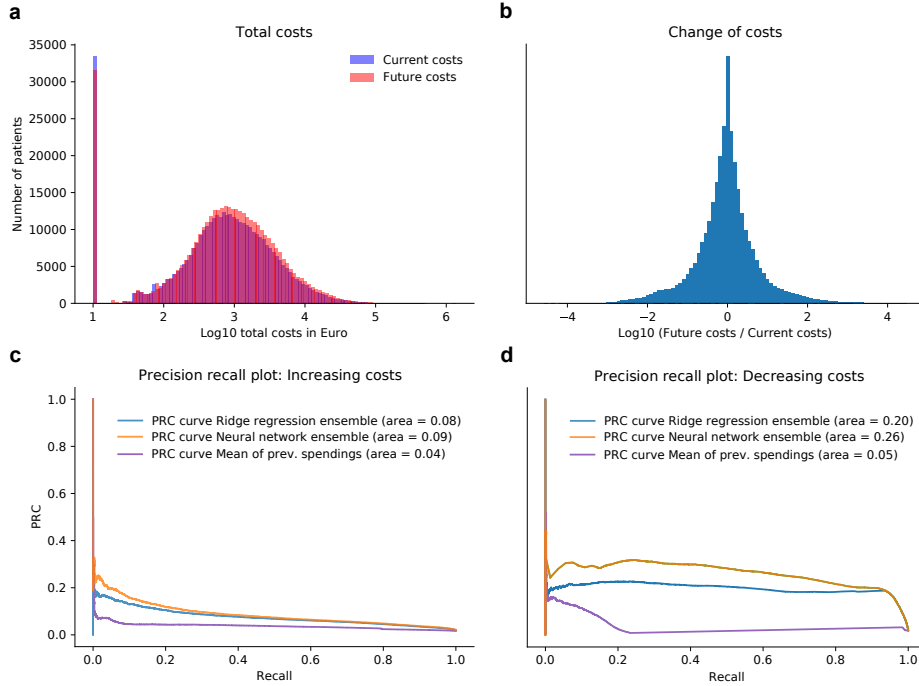 a
Total costs
35000
30000
25000
20000
15000
10000
5000
0
Number of patients
Current costs
Future costs
1 2 3 4 5 6
Log10 total costs in Euro
b
Change of costs
−4 −2 0 2 4
Log10 (Future costs / Current costs)
c
Precision recall plot: Increasing costs
1.0
0.8
0.6
0.4
0.2
0.0
PRC
PRC curve Ridge regression ensemble (area = 0.08)
PRC curve Neural network ensemble (area = 0.09)
PRC curve Mean of prev. spendings (area = 0.04)
0.0 0.2 0.4 0.6 0.8 1.0
Recall
d
Precision recall plot: Decreasing costs
PRC curve Ridge regression ensemble (area = 0.20)
PRC curve Neural network ensemble (area = 0.26)
PRC curve Mean of prev. spendings (area = 0.05)
0.0 0.2 0.4 0.6 0.8 1.0
Recall